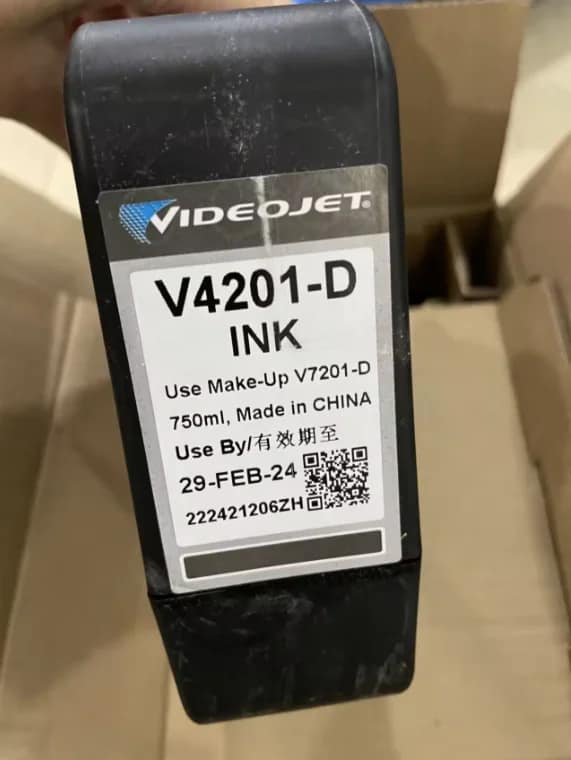 VIDEOJET®
V4201-D
INK
Use Make-Up V7201-D
750ml, Made in CHINA
Use By/有效期至
29-FEB-24
222421206ZH